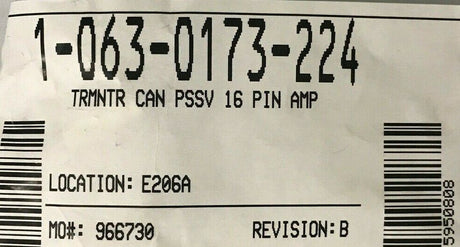 1-063-0173-224
TRMNTR CAN PSSV 16 PIN AMP
LOCATION: E206A
MO#: 966730 REVISION: B
5950808